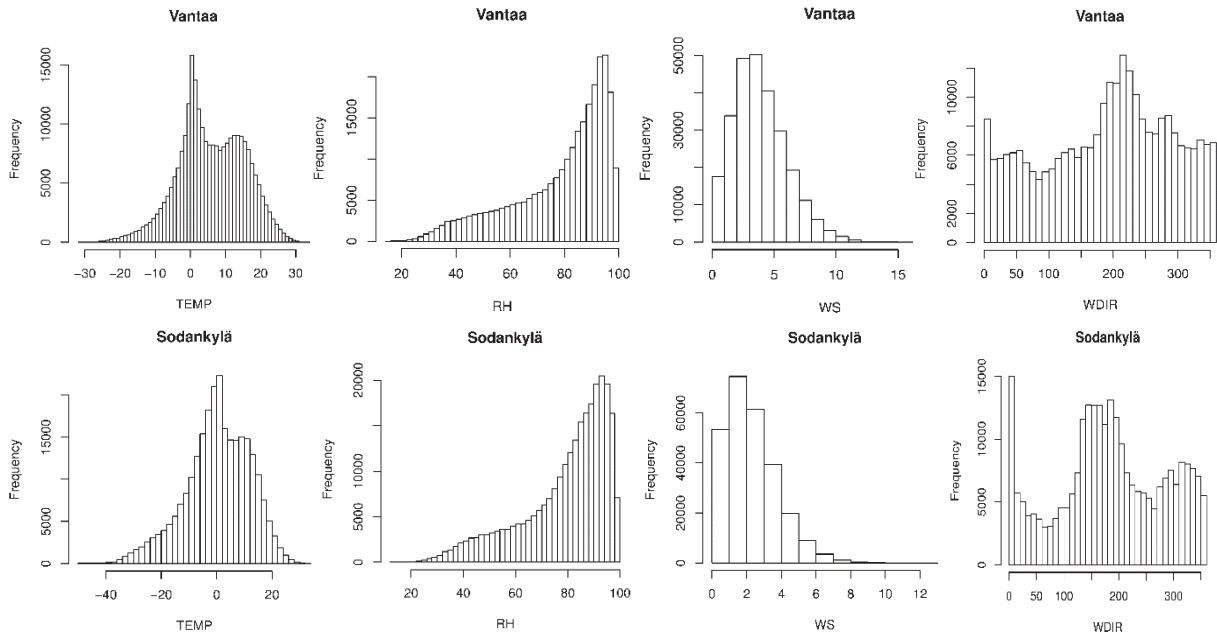 Vantaa
Frequency
0 5000 10000 15000
−30 −20 −10 0 10 20 30
TEMP
Vantaa
Frequency
0 5000 15000
20 40 60 80 100
RH
Vantaa
Frequency
0 10000 20000 30000 40000 50000
0 5 10 15
WS
Vantaa
Frequency
0 2000 6000 10000
0 50 100 200 300
WDIR
Sodankylä
Frequency
0 5000 15000
−40 −20 0 20
TEMP
Sodankylä
Frequency
0 5000 10000 15000 20000
20 40 60 80 100
RH
Sodankylä
Frequency
0 20000 40000 60000
0 2 4 6 8 10 12
WS
Sodankylä
Frequency
0 5000 10000 15000
0 50 100 200 300
WDIR